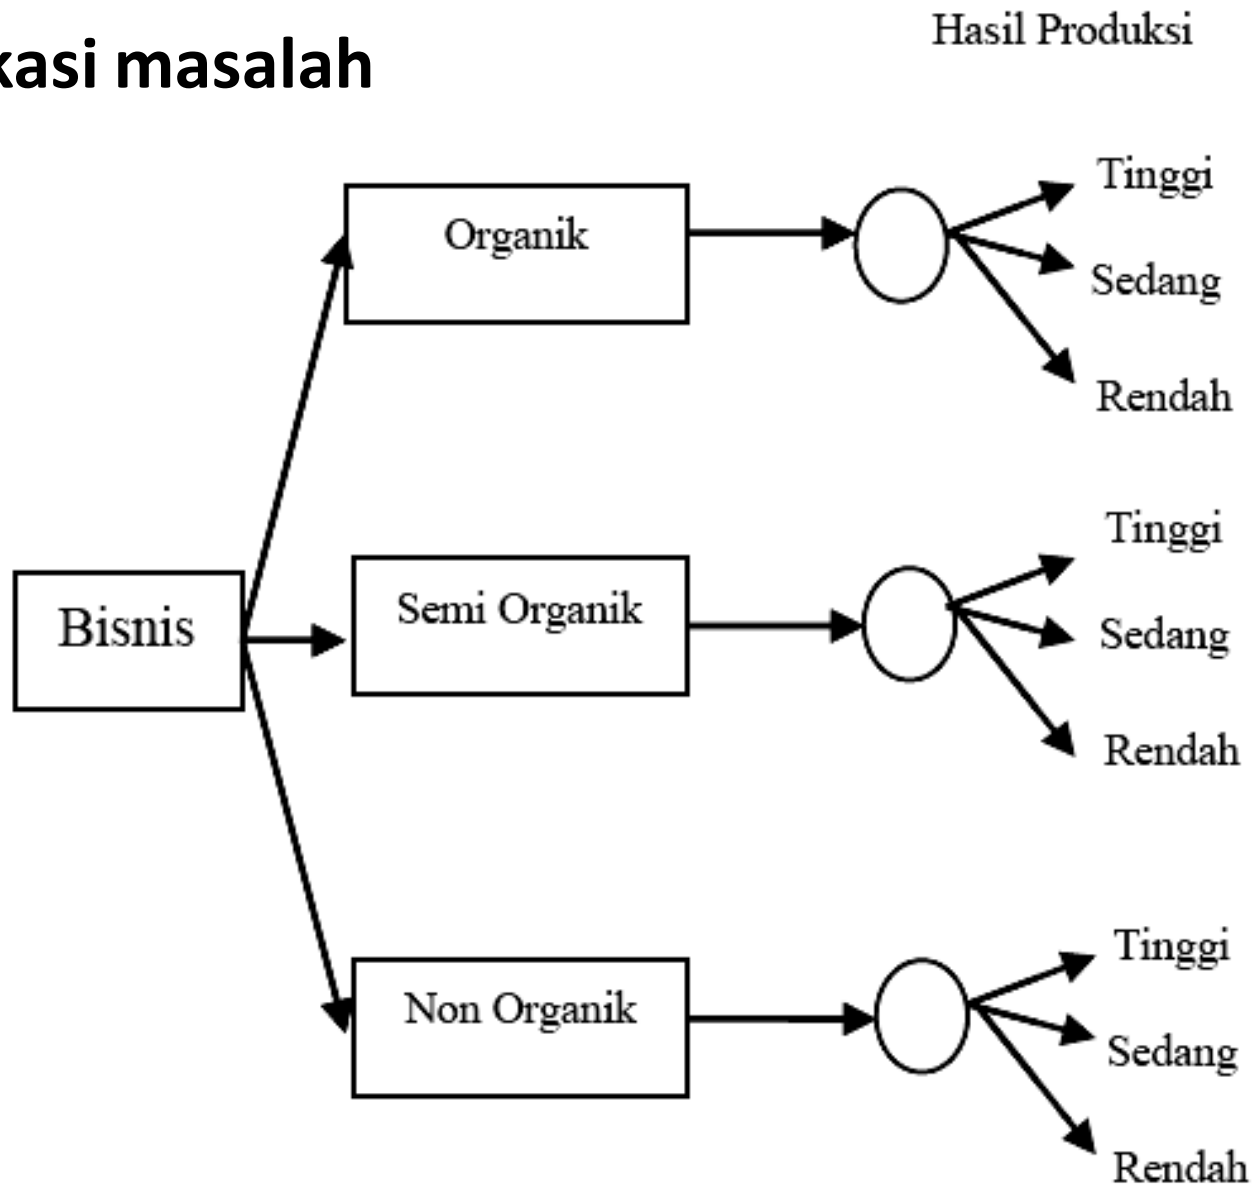 Hasil Produksi
kasi masalah
Organik
Tinggi
Sedang
Rendah
Bisnis
Semi Organik
Tinggi
Sedang
Rendah
Non Organik
Tinggi
Sedang
Rendah